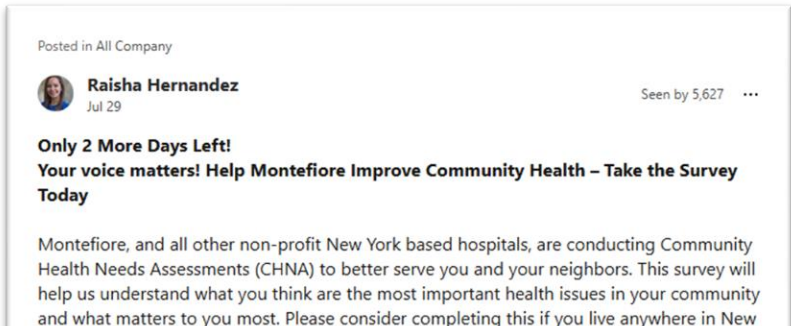 Posted in All Company
Raisha Hernandez
Jul 29
Seen by 5,627 ...
Only 2 More Days Left!
Your voice matters! Help Montefiore Improve Community Health – Take the Survey
Today
Montefiore, and all other non-profit New York based hospitals, are conducting Community
Health Needs Assessments (CHNA) to better serve you and your neighbors. This survey will
help us understand what you think are the most important health issues in your community
and what matters to you most. Please consider completing this if you live anywhere in New